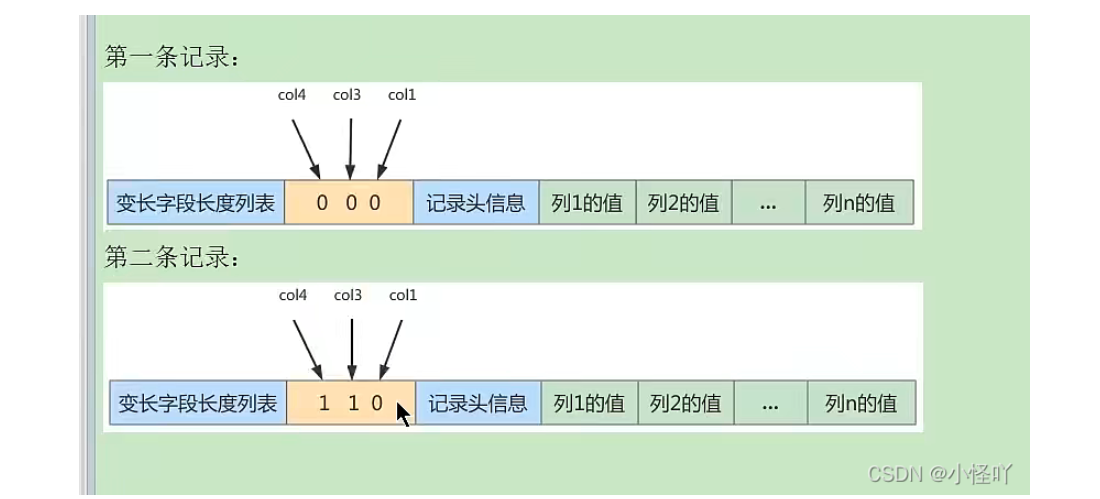 第一条记录：
col4 col3 col1
变长字段长度列表 0 0 0 记录头信息 列1的值 列2的值 ... 列n的值
第二条记录：
col4 col3 col1
变长字段长度列表 1 1 0 记录头信息 列1的值 列2的值 ... 列n的值
CSDN @小怪吖